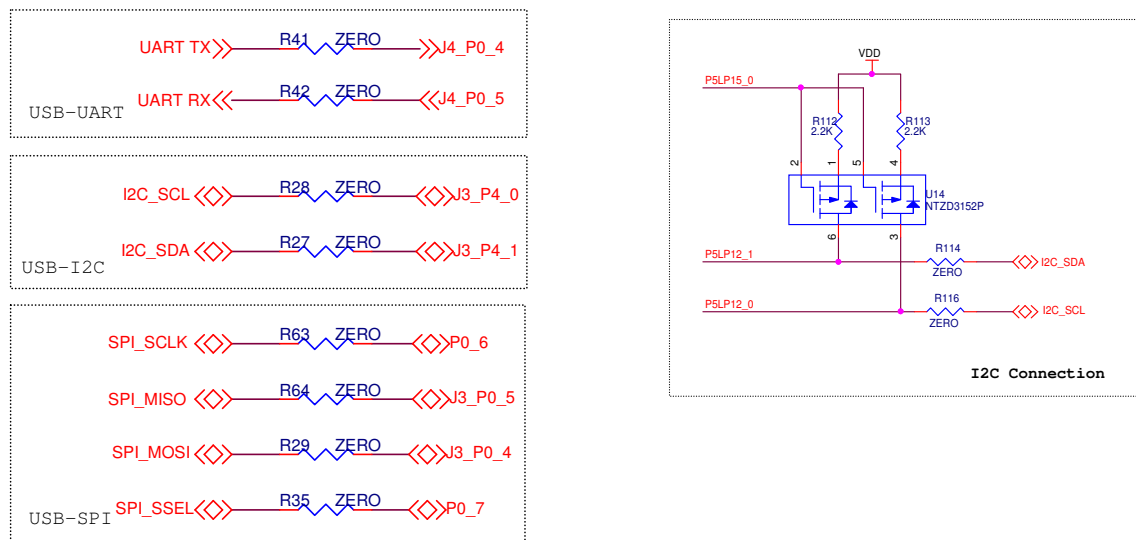 UART TX R41 ZERO J4_P0_4
UART RX R42 ZERO J4_P0_5
USB-UART
I2C_SCL R28 ZERO J3_P4_0
I2C_SDA R27 ZERO J3_P4_1
USB-I2C
SPI_SCLK R63 ZERO P0_6
SPI_MISO R64 ZERO J3_P0_5
SPI_MOSI R29 ZERO J3_P0_4
SPI_SSEL R35 ZERO P0_7
USB-SPI
VDD
P5LP15_0
R112 R113
2.2K 2.2K
2 1 5 4
U14
NTZD3152P
6 3
P5LP12_1 R114 I2C_SDA
ZERO
P5LP12_0 R116 I2C_SCL
ZERO
I2C Connection